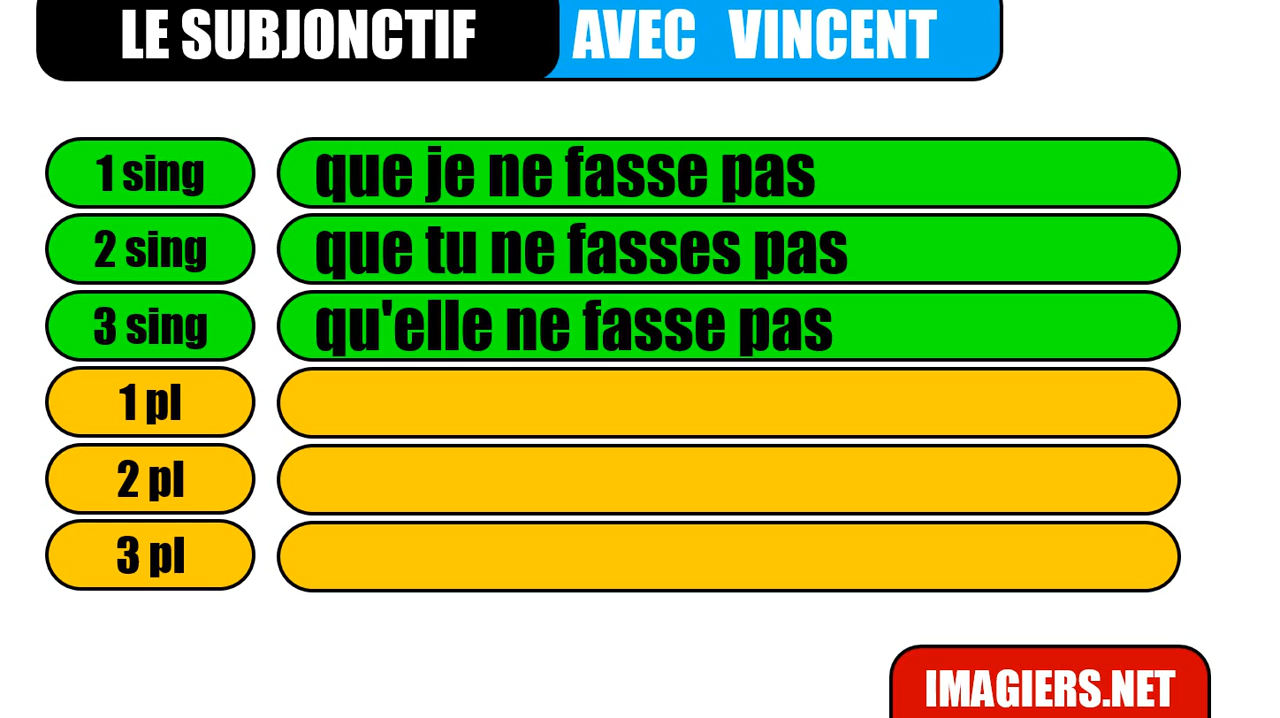 LE SUBJONCTIF AVEC VINCENT
1 sing que je ne fasse pas
2 sing que tu ne fasses pas
3 sing qu'elle ne fasse pas
1 pl
2 pl
3 pl
IMAGIERS.NET